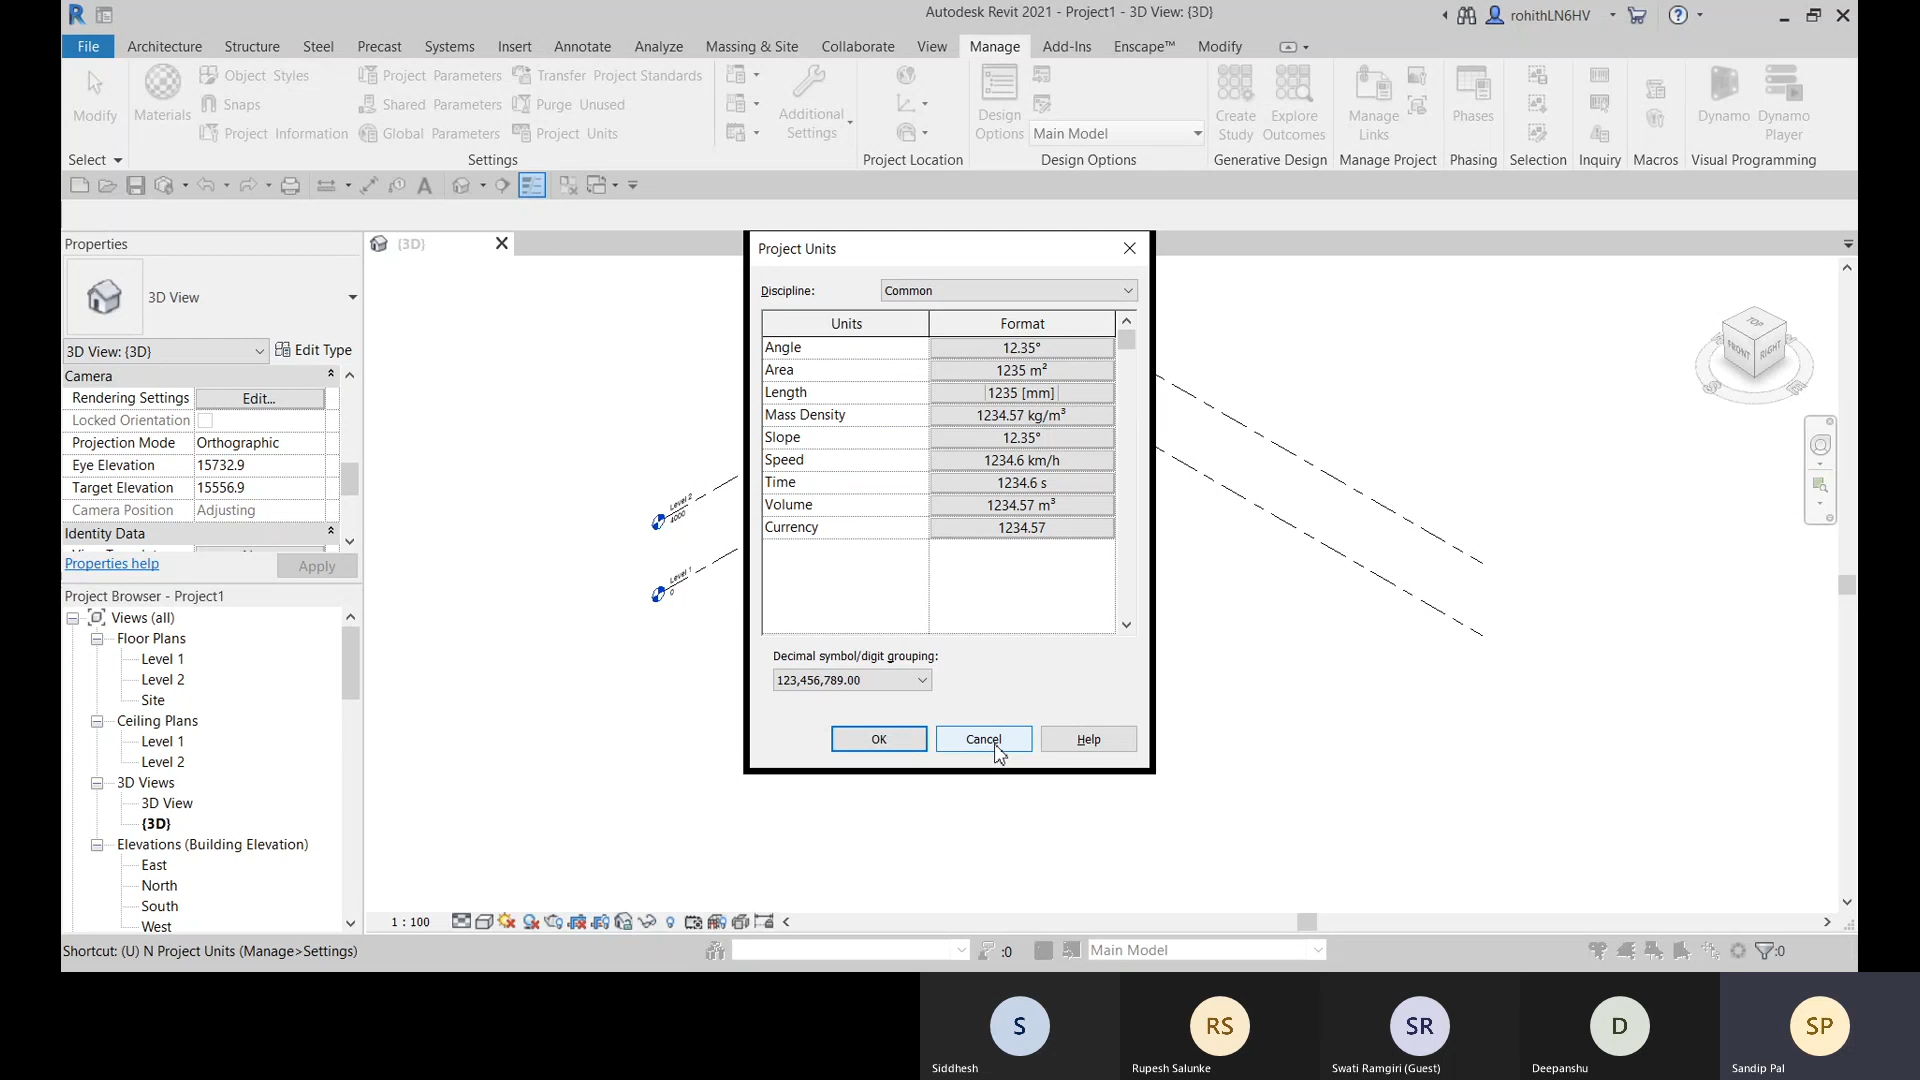 Autodesk Revit 2021 - Project1 - 3D View: {3D}
rohithLN6HV
File Architecture Structure Steel Precast Systems Insert Annotate Analyze Massing & Site Collaborate View Manage Add-Ins Enscape™ Modify
Modify
Materials
Object Styles
Snaps
Project Information
Project Parameters
Shared Parameters
Global Parameters
Transfer Project Standards
Purge Unused
Project Units
Additional
Settings
Design
Options
Main Model
Create
Study
Explore
Outcomes
Manage
Links
Phases
Dynamo
Dynamo
Player
Select Settings Project Location Design Options Generative Design Manage Project Phasing Selection Inquiry Macros Visual Programming
Properties
{3D}
3D View
3D View: {3D}
Edit Type
Camera
Rendering Settings Edit...
Locked Orientation
Projection Mode Orthographic
Eye Elevation 15732.9
Target Elevation 15556.9
Camera Position Adjusting
Identity Data
Properties help
Apply
Project Browser - Project1
Views (all)
Floor Plans
Level 1
Level 2
Site
Ceiling Plans
Level 1
Level 2
3D Views
3D View
{3D}
Elevations (Building Elevation)
East
North
South
West
Level 2
4000
Level 1
0
Project Units
Discipline: Common
Units Format
Angle 12.35°
Area 1235 m²
Length 1235 [mm]
Mass Density 1234.57 kg/m³
Slope 12.35°
Speed 1234.6 km/h
Time 1234.6 s
Volume 1234.57 m³
Currency 1234.57
Decimal symbol/digit grouping:
123,456,789.00
OK Cancel Help
TOP
FRONT RIGHT
1 : 100
Shortcut: (U) N Project Units (Manage>Settings)
:0
Main Model
:0
S
Siddhesh
RS
Rupesh Salunke
SR
Swati Ramgiri (Guest)
D
Deepanshu
SP
Sandip Pal